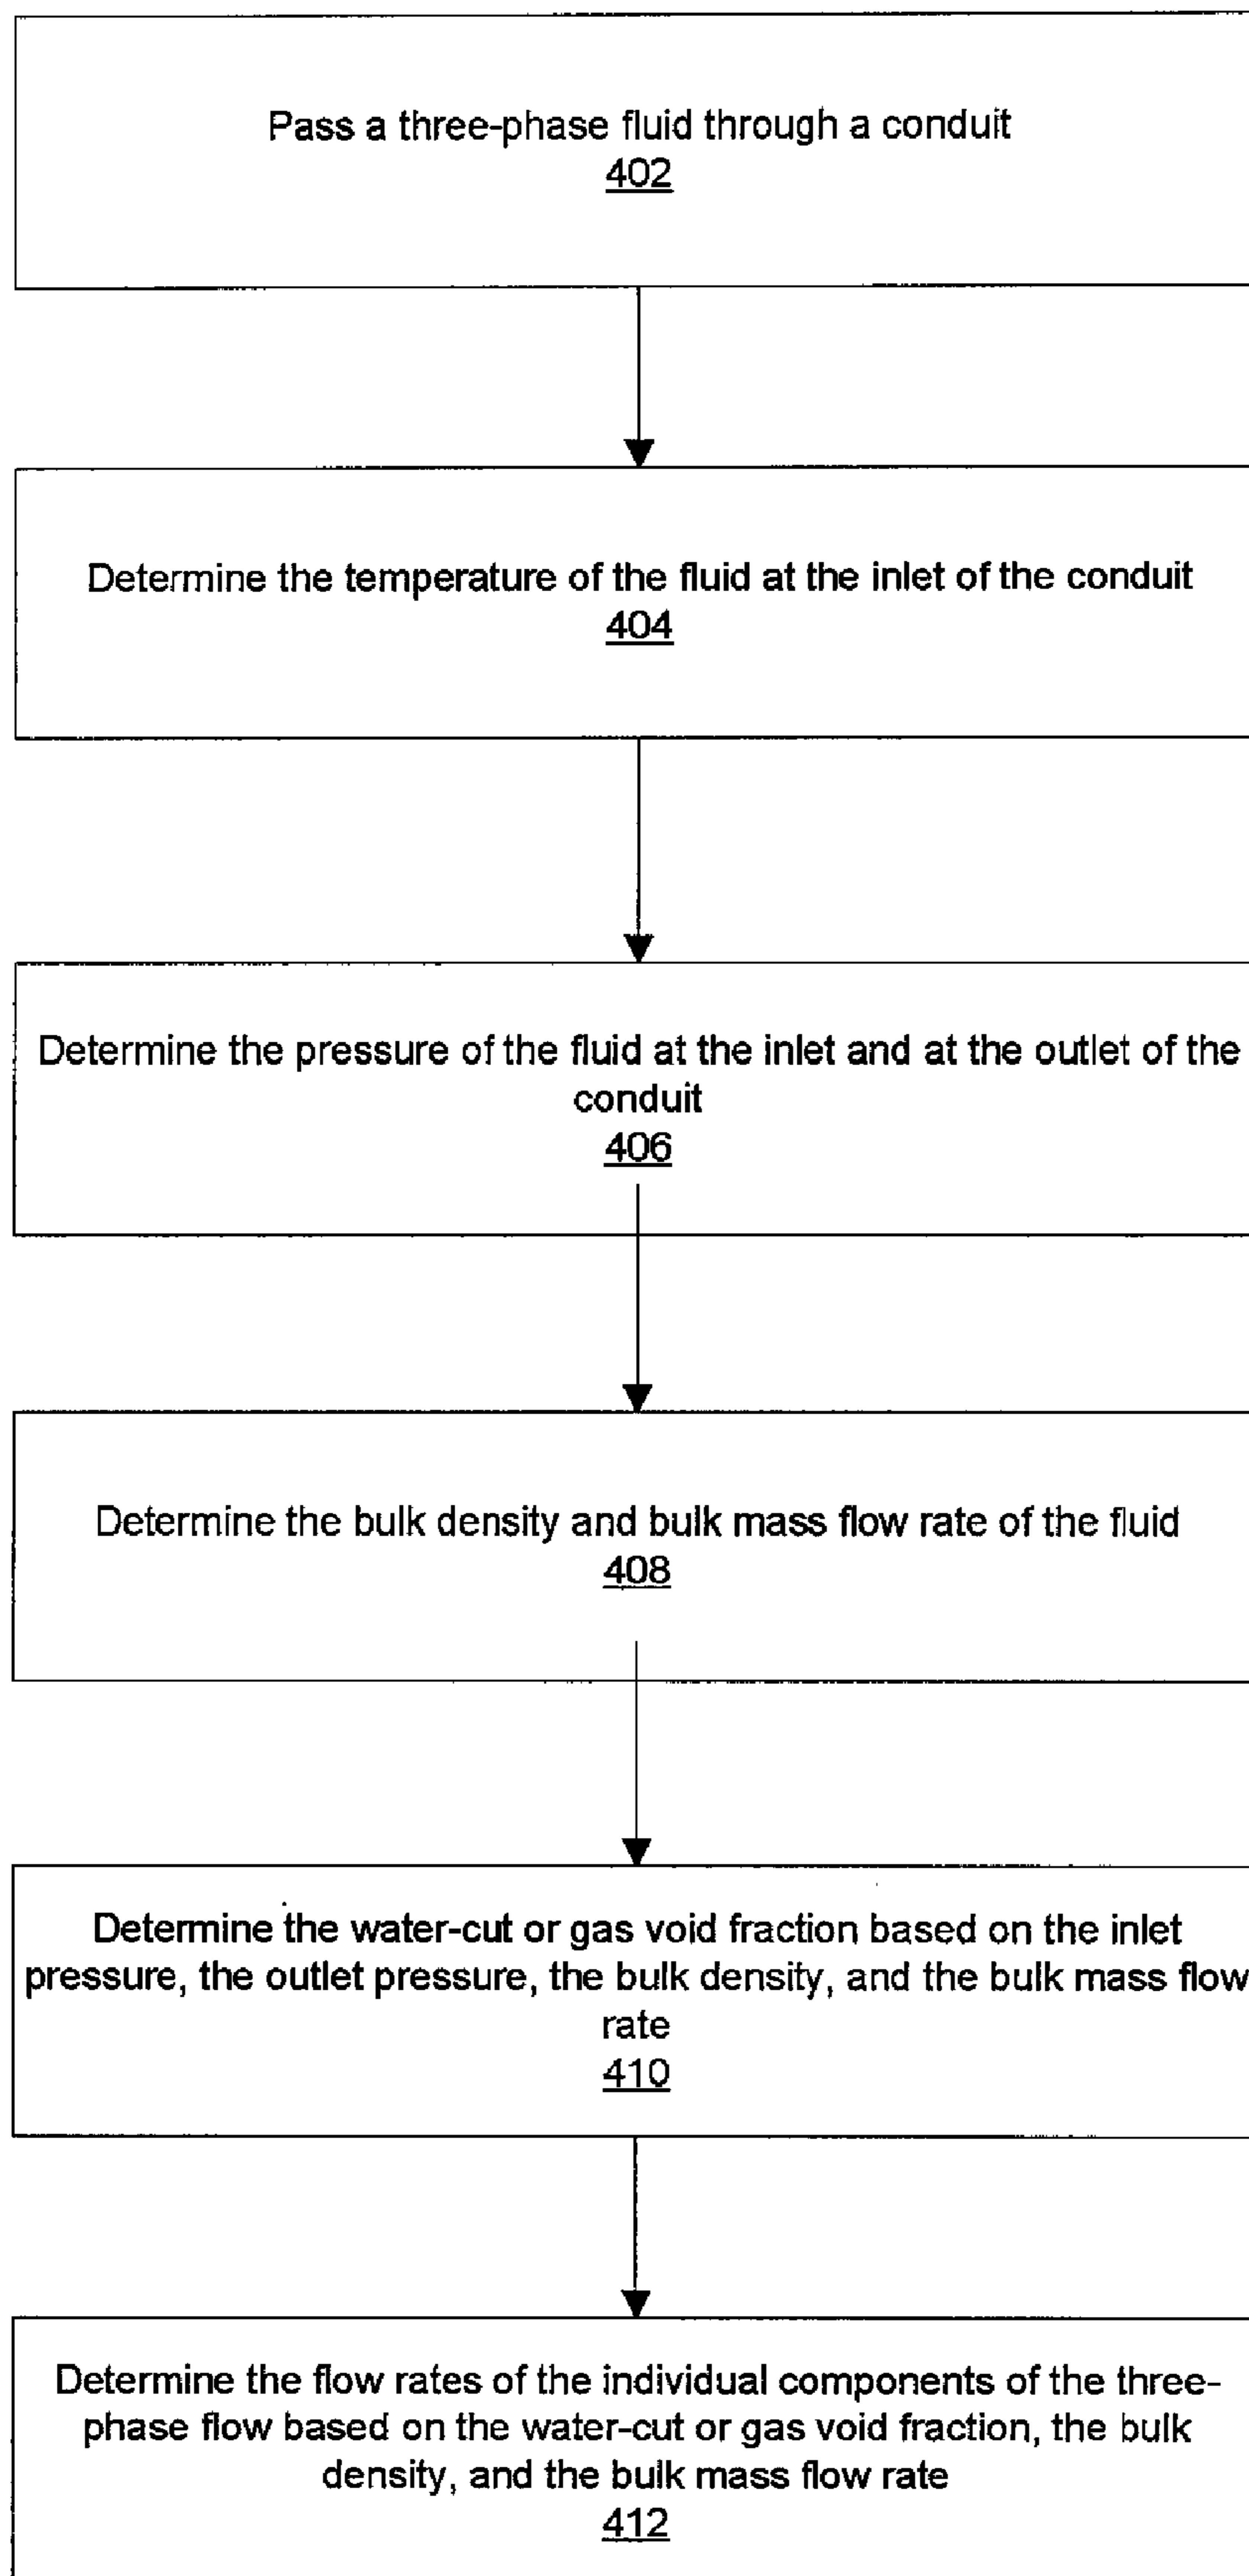 Pass a three-phase fluid through a conduit
402
Determine the temperature of the fluid at the inlet of the conduit
404
Determine the pressure of the fluid at the inlet and at the outlet of the
conduit
406
Determine the bulk density and bulk mass flow rate of the fluid
408
Determine the water-cut or gas void fraction based on the inlet
pressure, the outlet pressure, the bulk density, and the bulk mass flow
rate
410
Determine the flow rates of the individual components of the three-
phase flow based on the water-cut or gas void fraction, the bulk
density, and the bulk mass flow rate
412